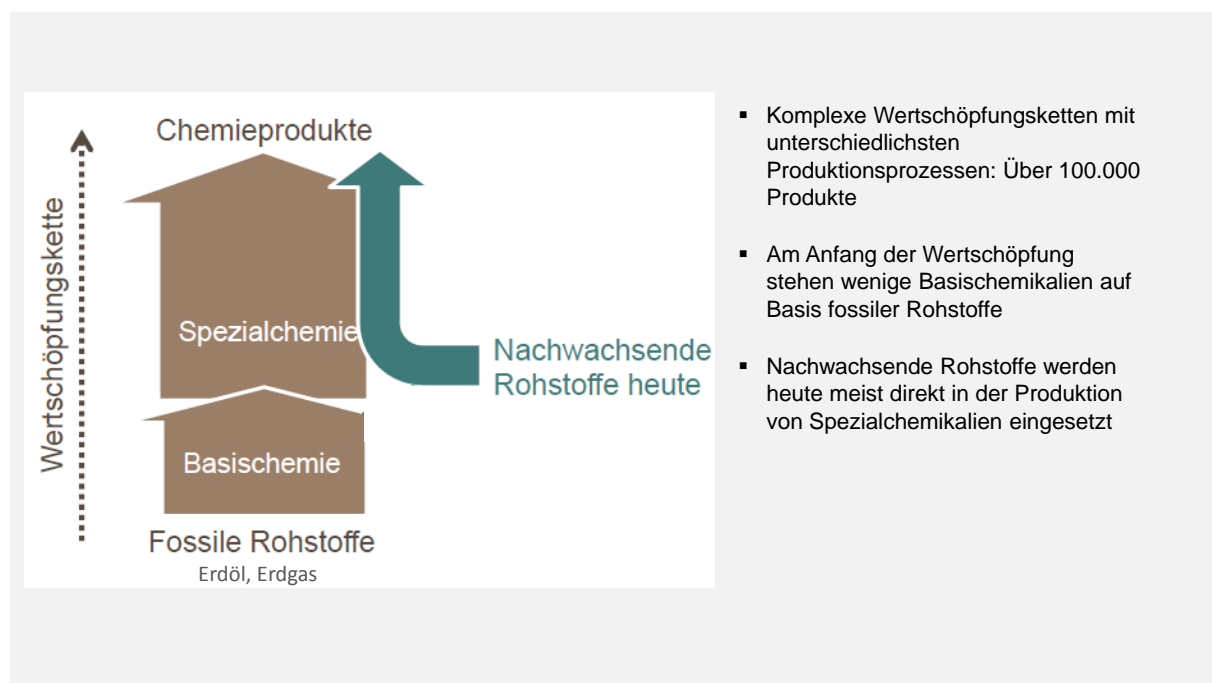 Chemieprodukte
Wertschöpfungskette
Spezialchemie
Nachwachsende
Rohstoffe heute
Basischemie
Fossile Rohstoffe
Erdöl, Erdgas
▪ Komplexe Wertschöpfungsketten mit
unterschiedlichsten
Produktionsprozessen: Über 100.000
Produkte
▪ Am Anfang der Wertschöpfung
stehen wenige Basischemikalien auf
Basis fossiler Rohstoffe
▪ Nachwachsende Rohstoffe werden
heute meist direkt in der Produktion
von Spezialchemikalien eingesetzt